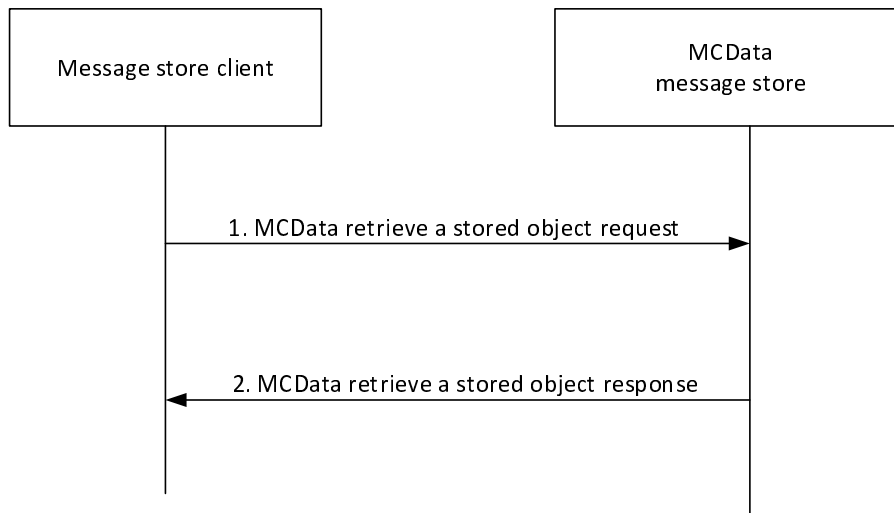 Message store client
MCData
message store
1. MCData retrieve a stored object request
2. MCData retrieve a stored object response